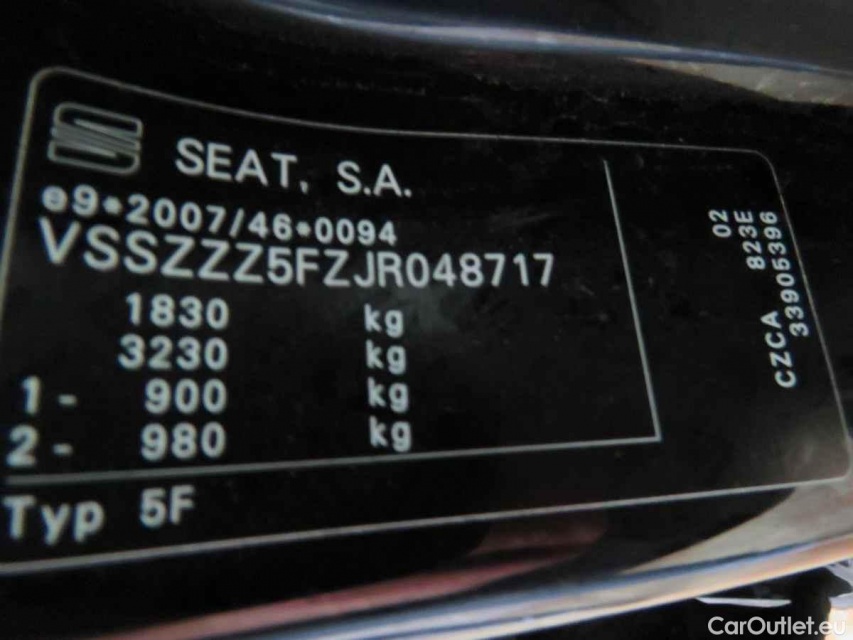 SEAT, S.A.
e9*2007/46*0094
VSSZZZ5FZJR048717
1830 kg
3230 kg
1- 900 kg
2- 980 kg
Typ 5F
02
823E
CZCA 33905396
CarOutlet.eu